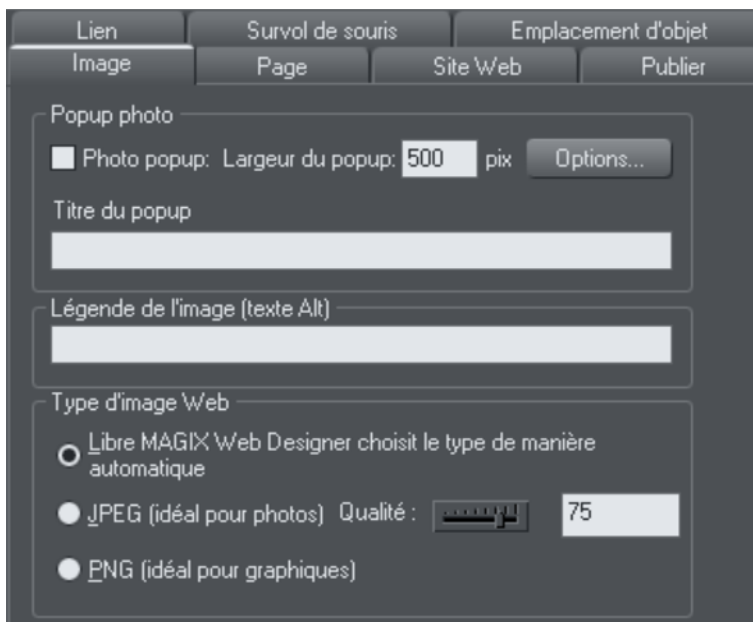 Lien Survol de souris Emplacement d'objet
Image Page Site Web Publier
Popup photo
Photo popup: Largeur du popup: 500 pix Options...
Titre du popup
Légende de l'image (texte Alt)
Type d'image Web
Libre MAGIX Web Designer choisit le type de manière
automatique
JPEG (idéal pour photos) Qualité : 75
PNG (idéal pour graphiques)